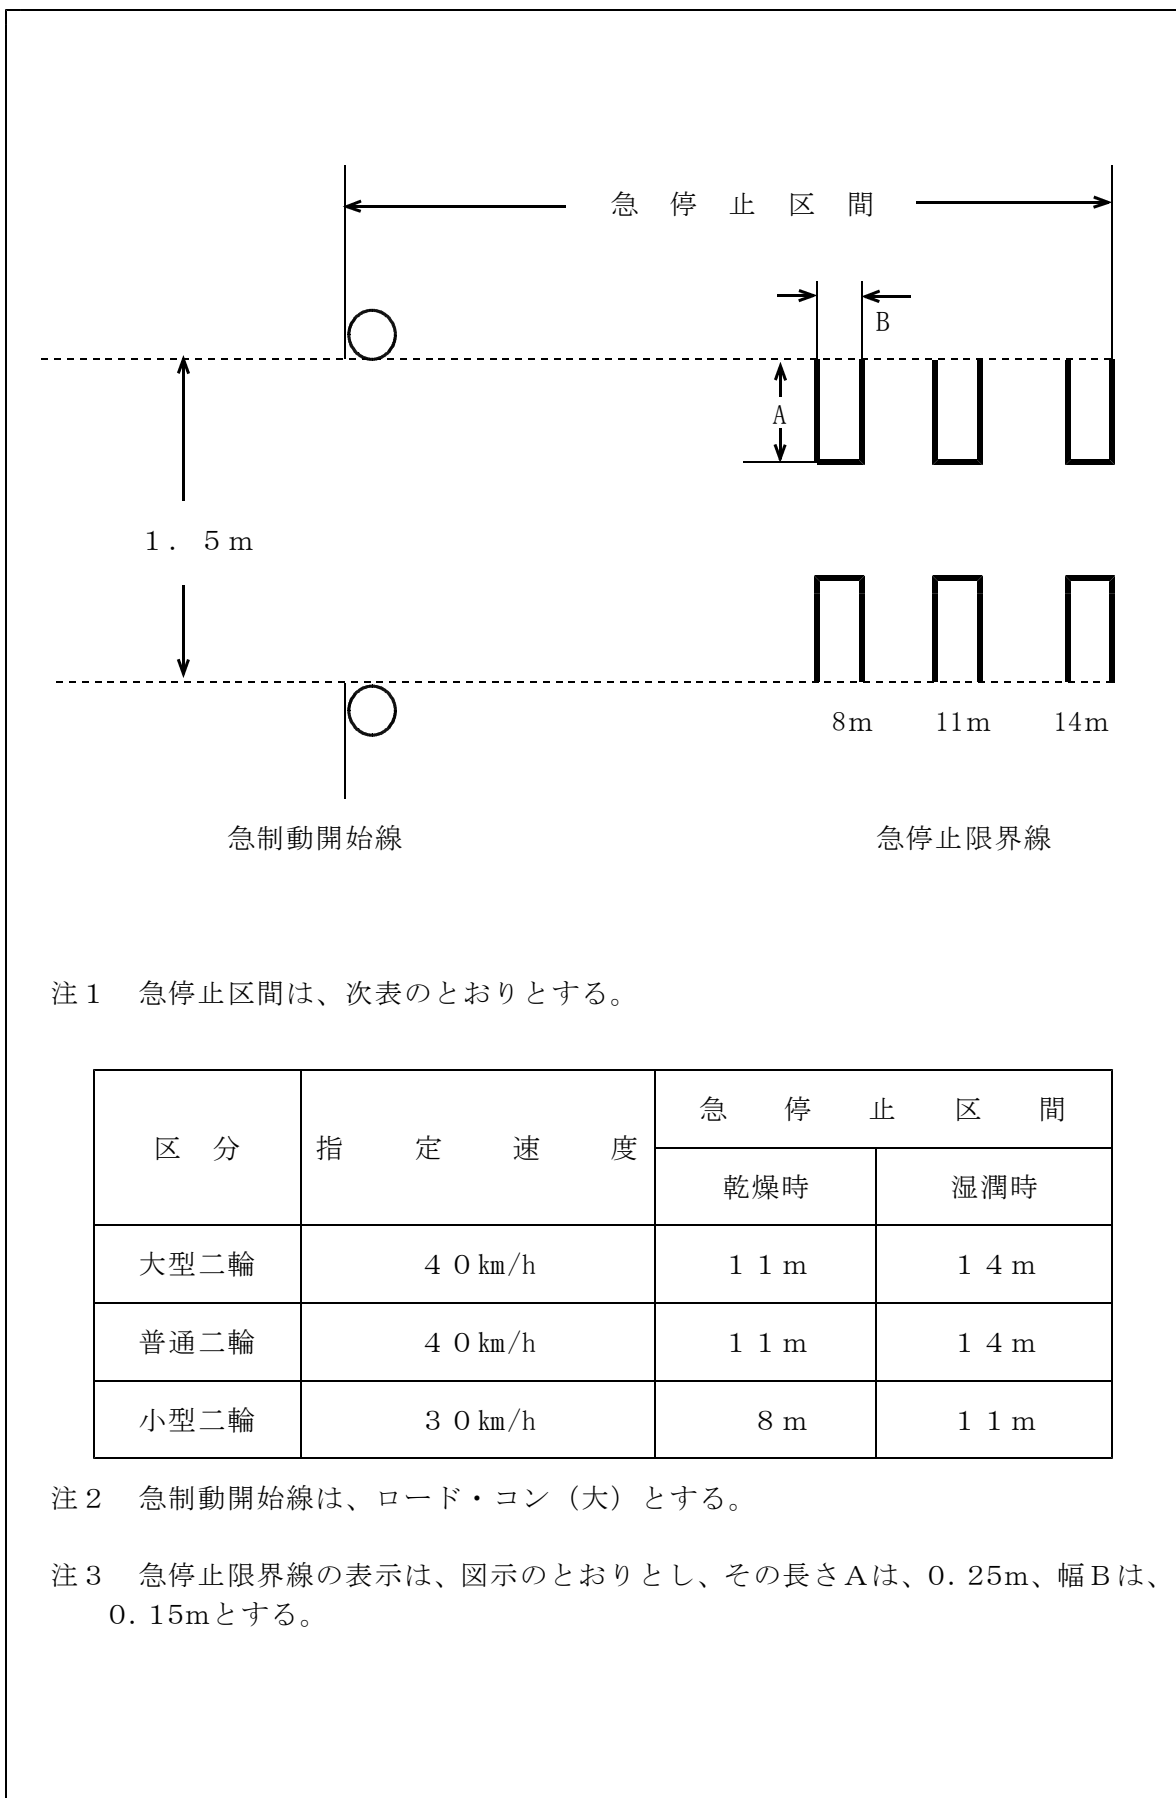 急停止区間
B
A
1．5m
8m 11m 14m
急制動開始線 急停止限界線
注１ 急停止区間は、次表のとおりとする。
区 分 指定速度 急停止区間
乾燥時 湿潤時
大型二輪 ４０㎞/h １１ｍ １４ｍ
普通二輪 ４０㎞/h １１ｍ １４ｍ
小型二輪 ３０㎞/h ８ｍ １１ｍ
注２ 急制動開始線は、ロード・コン（大）とする。
注３ 急停止限界線の表示は、図示のとおりとし、その長さＡは、0．25m、幅Ｂは、
0．15mとする。